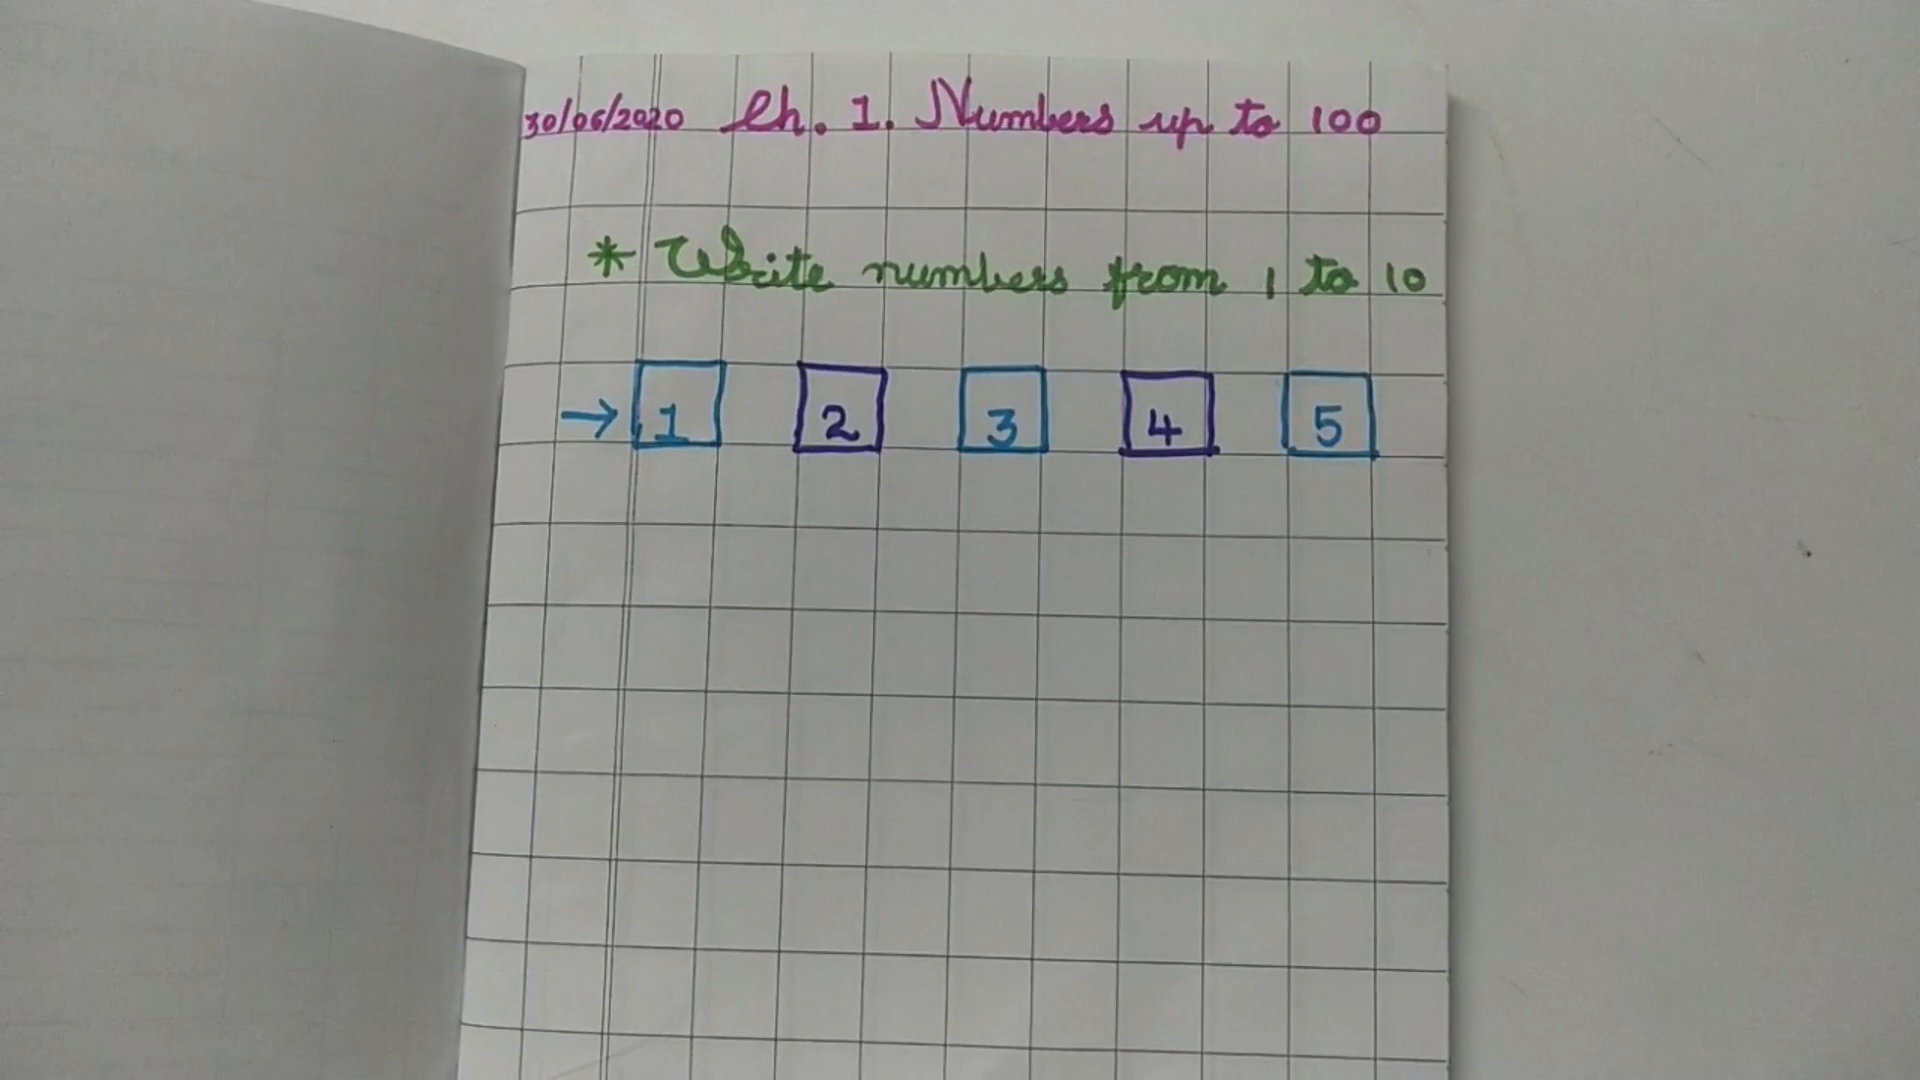 30/06/2020 Ch. 1. Numbers up to 100
* Write numbers from 1 to 10
→ 1 2 3 4 5